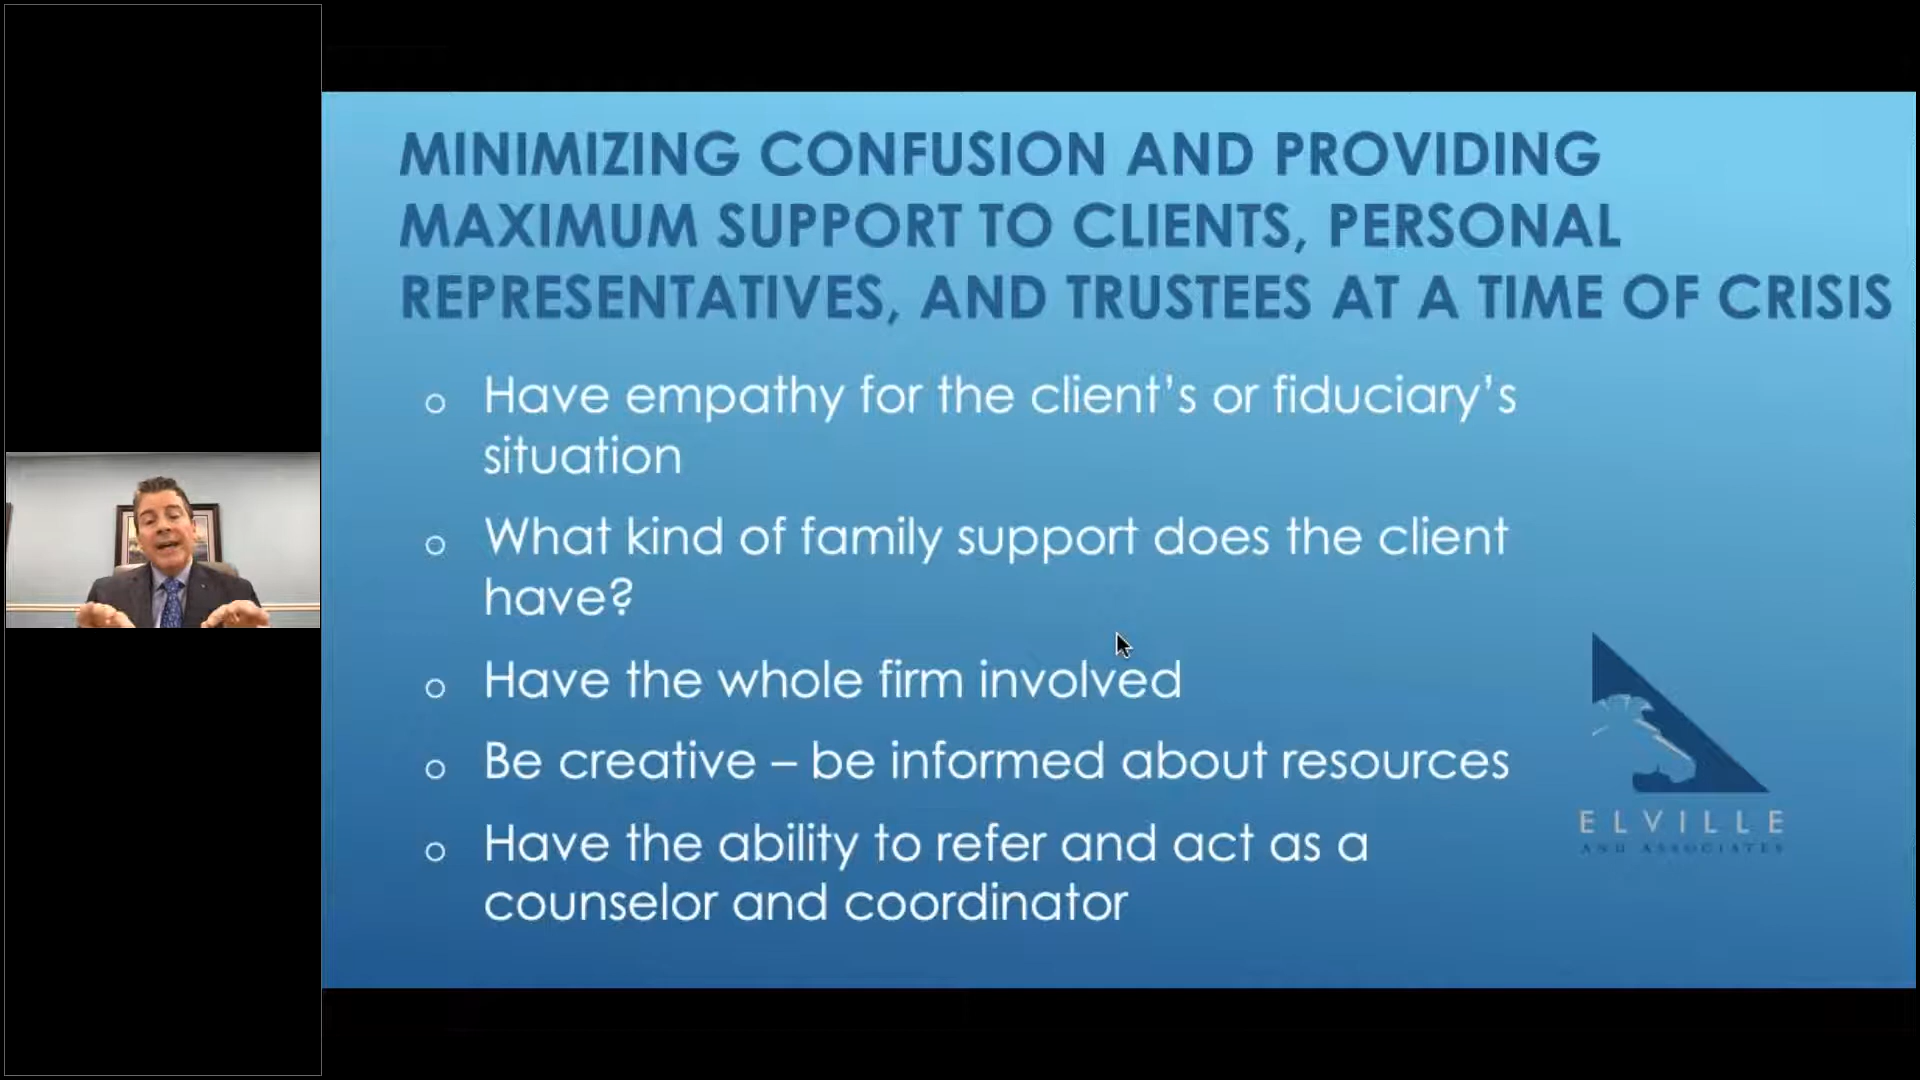 MINIMIZING CONFUSION AND PROVIDING
MAXIMUM SUPPORT TO CLIENTS, PERSONAL
REPRESENTATIVES, AND TRUSTEES AT A TIME OF CRISIS
o Have empathy for the client's or fiduciary's
situation
o What kind of family support does the client
have?
o Have the whole firm involved
o Be creative – be informed about resources
o Have the ability to refer and act as a
counselor and coordinator
ELVILLE
AND ASSOCIATES